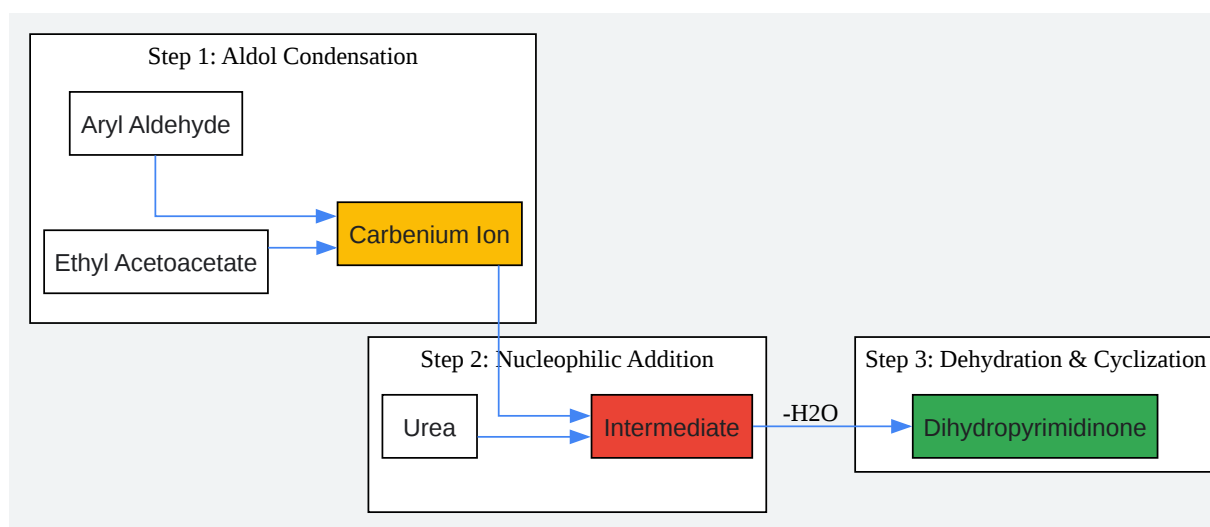 Step 1: Aldol Condensation
Aryl Aldehyde
Carbenium Ion
Ethyl Acetoacetate
Step 2: Nucleophilic Addition
Urea
Intermediate
-H2O
Step 3: Dehydration & Cyclization
Dihydropyrimidinone